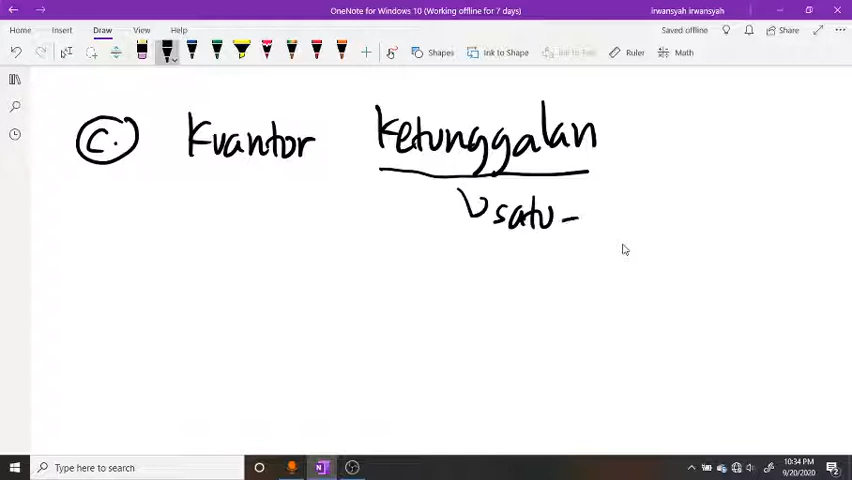 OneNote for Windows 10 (Working offline for 7 days)
irwansyah irwansyah
Home Insert Draw View Help
Saved offline Share
Shapes Ink to Shape Ink to Text Ruler Math
C. Kuantor Ketunggalan
satu -
Type here to search
10:34 PM
9/20/2020